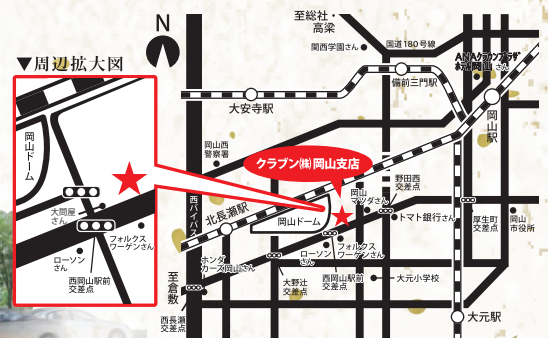 ▼周辺拡大図
岡山ドーム
大問屋
さん
フォルクス
ワーゲンさん
ローソン
さん
西岡山駅前
交差点
N
至総社・
高梁
関西学園さん
国道180号線
ANAクラウンプラザ
ホテル岡山さん
備前三門駅
大安寺駅
岡山駅
岡山西
警察署
クラブン㈱岡山支店
野田西
交差点
岡山
マツダさん
トマト銀行さん
西バイパス
北長瀬駅
岡山ドーム
厚生町
交差点
岡山
市役所
フォルクス
ワーゲンさん
ローソン
さん
ホンダ
カーズ岡山さん
至倉敷
大野辻
交差点
西岡山駅前
交差点
大元小学校
西長瀬
交差点
大元駅